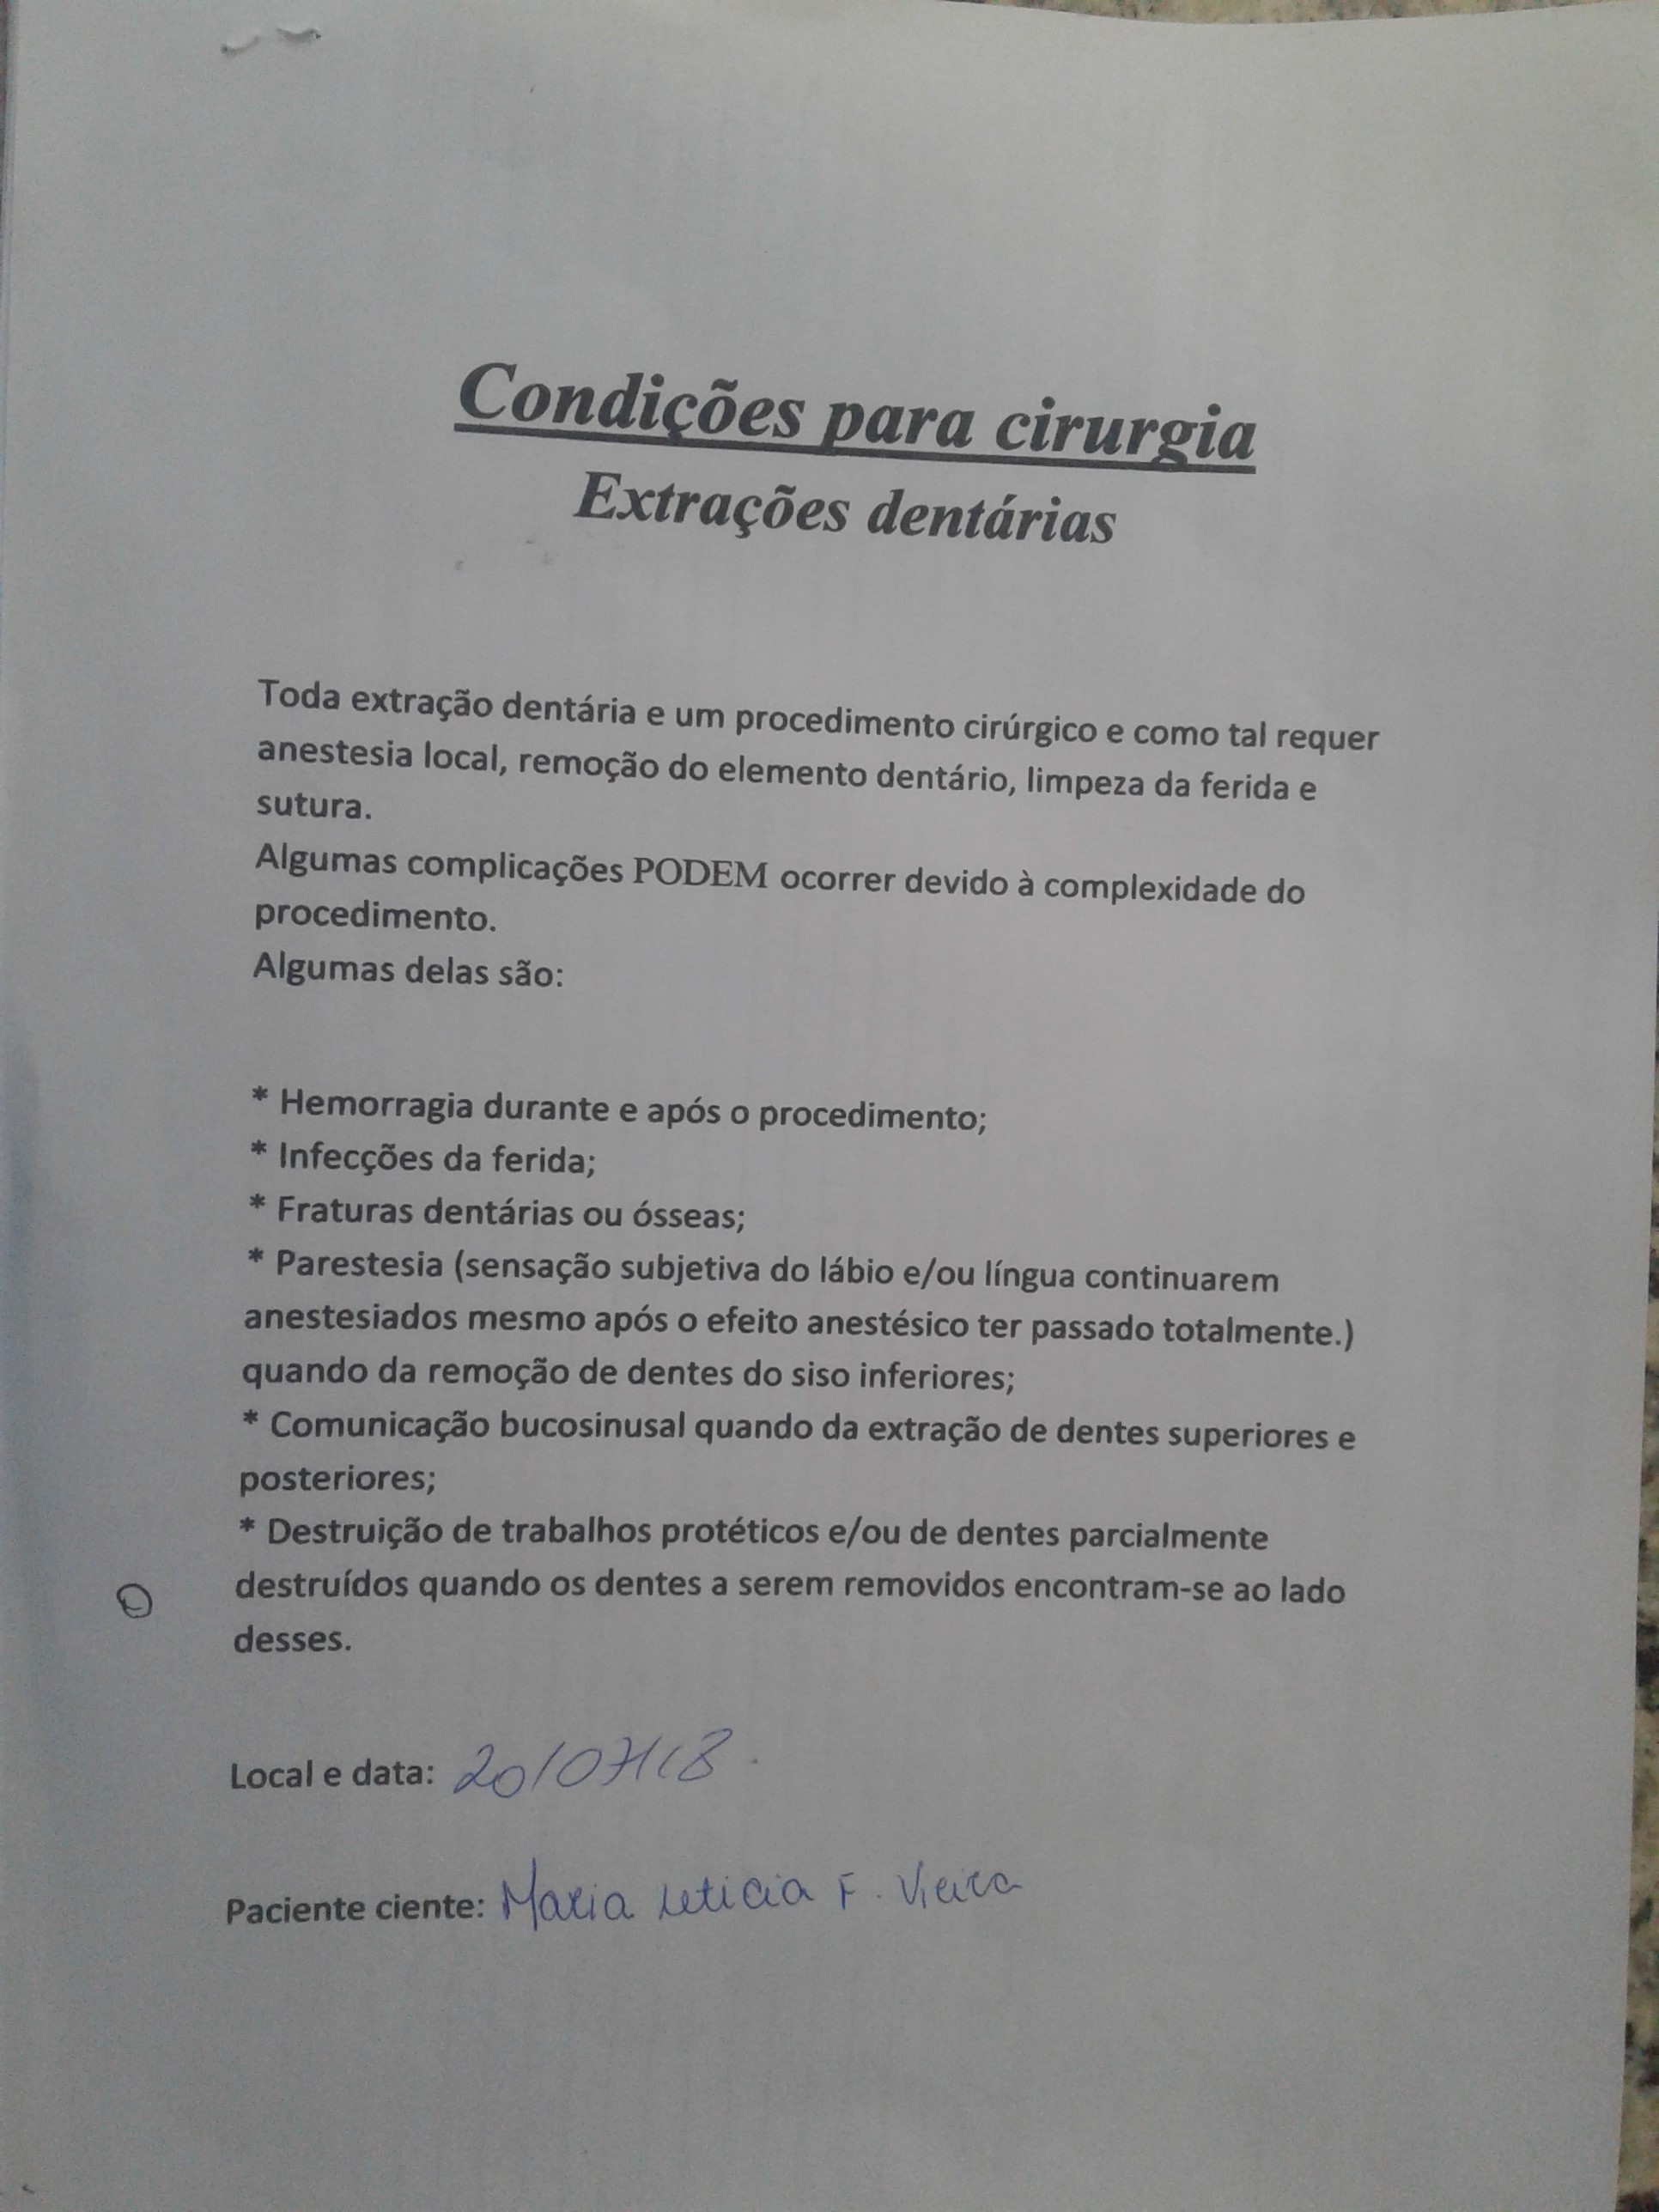 Condições para cirurgia
Extrações dentárias
Toda extração dentária e um procedimento cirúrgico e como tal requer
anestesia local, remoção do elemento dentário, limpeza da ferida e
sutura.
Algumas complicações PODEM ocorrer devido à complexidade do
procedimento.
Algumas delas são:
* Hemorragia durante e após o procedimento;
* Infecções da ferida;
* Fraturas dentárias ou ósseas;
* Parestesia (sensação subjetiva do lábio e/ou língua continuarem
anestesiados mesmo após o efeito anestésico ter passado totalmente.)
quando da remoção de dentes do siso inferiores;
* Comunicação bucosinusal quando da extração de dentes superiores e
posteriores;
* Destruição de trabalhos protéticos e/ou de dentes parcialmente
destruídos quando os dentes a serem removidos encontram-se ao lado
desses.
Local e data: 20/07/18.
Paciente ciente: Maria Leticia F. Vieira